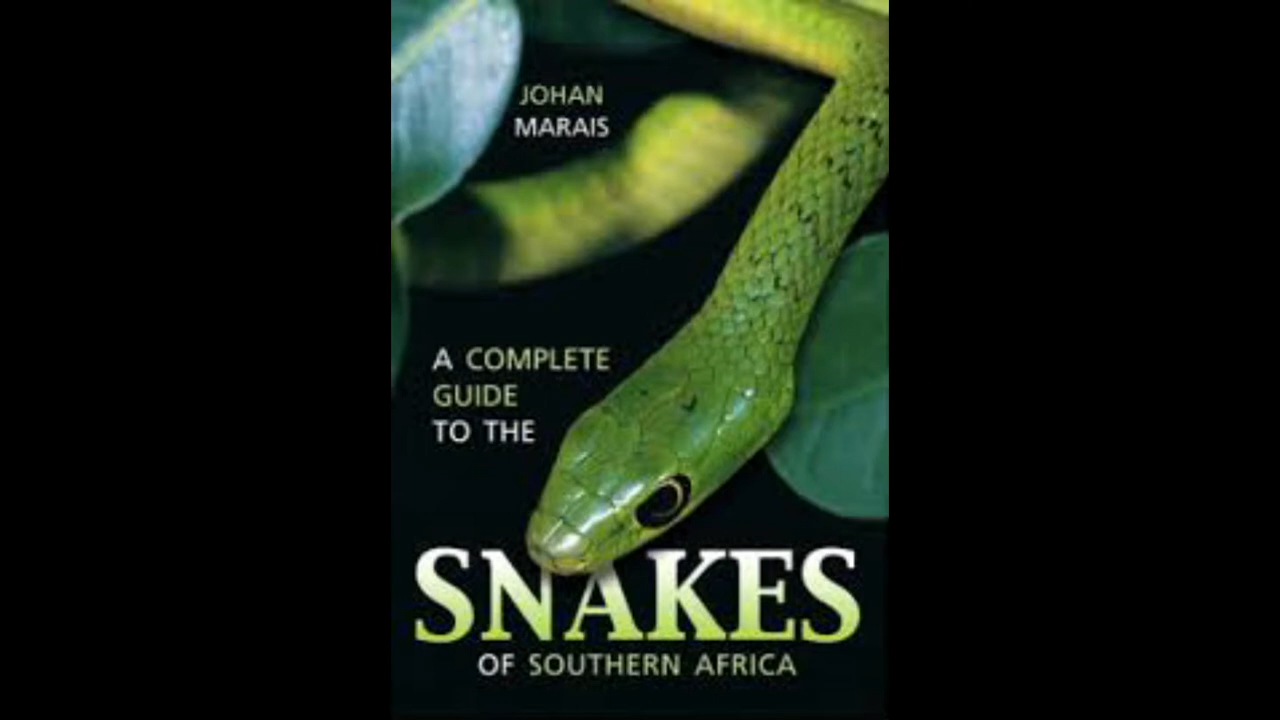 JOHAN
MARAIS
A COMPLETE
GUIDE
TO THE
SNAKES
OF SOUTHERN AFRICA